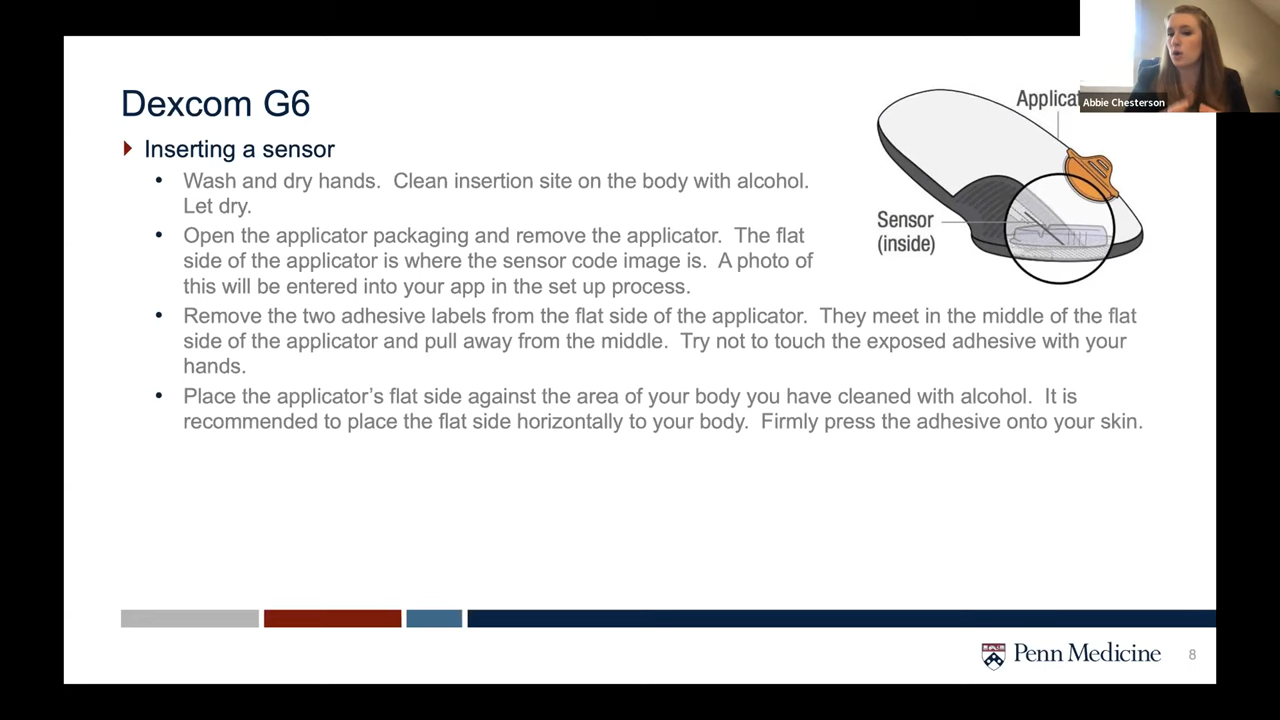 Dexcom G6
Inserting a sensor
Wash and dry hands. Clean insertion site on the body with alcohol.
Let dry.
Open the applicator packaging and remove the applicator. The flat
side of the applicator is where the sensor code image is. A photo of
this will be entered into your app in the set up process.
Remove the two adhesive labels from the flat side of the applicator. They meet in the middle of the flat
side of the applicator and pull away from the middle. Try not to touch the exposed adhesive with your
hands.
Place the applicator’s flat side against the area of your body you have cleaned with alcohol. It is
recommended to place the flat side horizontally to your body. Firmly press the adhesive onto your skin.
Sensor
(inside)
Abbie Chesterson
Penn Medicine
8